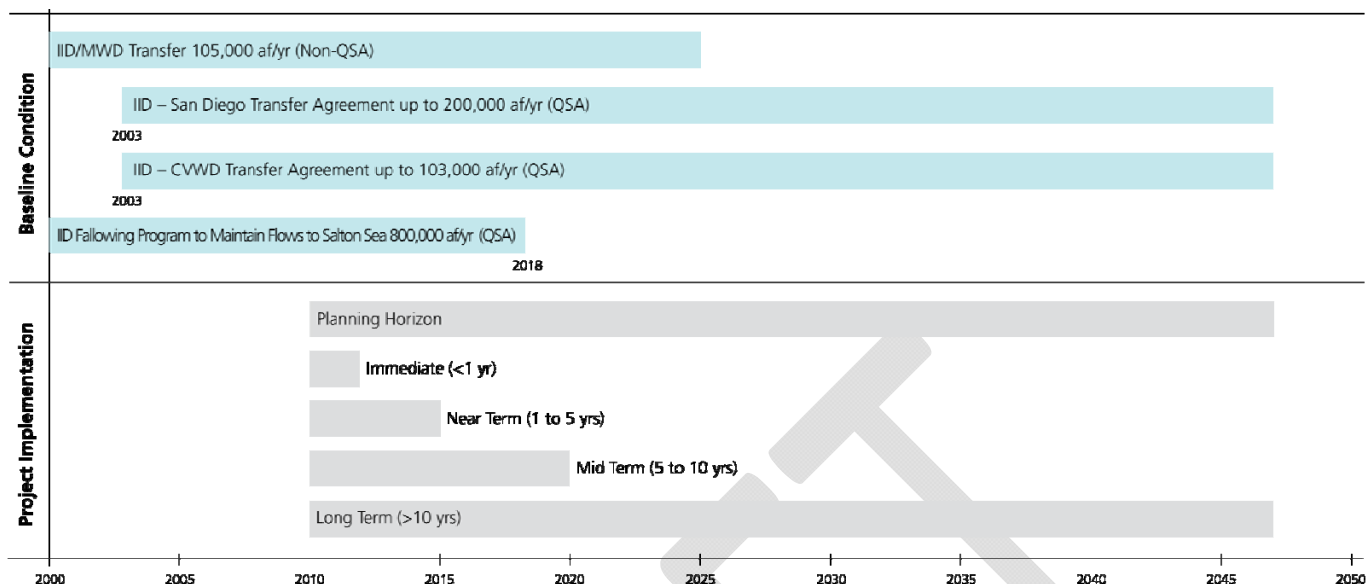 Baseline Condition
IID/MWD Transfer 105,000 af/yr (Non-QSA)
IID – San Diego Transfer Agreement up to 200,000 af/yr (QSA)
2003
IID – CVWD Transfer Agreement up to 103,000 af/yr (QSA)
2003
IID Fallowing Program to Maintain Flows to Salton Sea 800,000 af/yr (QSA)
2018
Project Implementation
Planning Horizon
Immediate (<1 yr)
Near Term (1 to 5 yrs)
Mid Term (5 to 10 yrs)
Long Term (>10 yrs)
2000 2005 2010 2015 2020 2025 2030 2035 2040 2045 2050